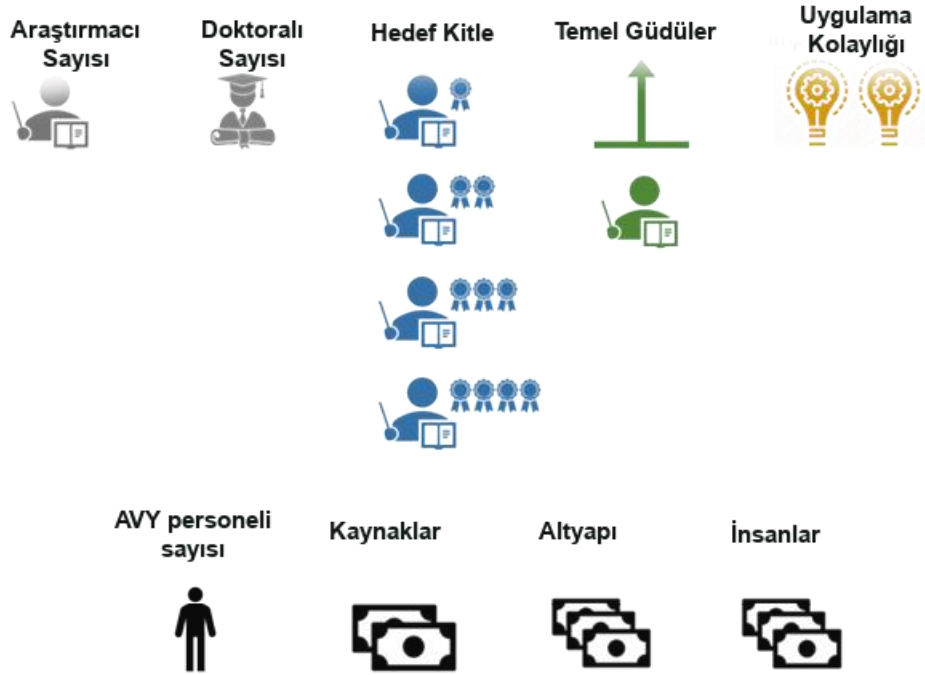 Araştırmacı
Sayısı
Doktoralı
Sayısı
Hedef Kitle
Temel Güdüler
Uygulama
Kolaylığı
AVY personeli
sayısı
Kaynaklar
Altyapı
İnsanlar